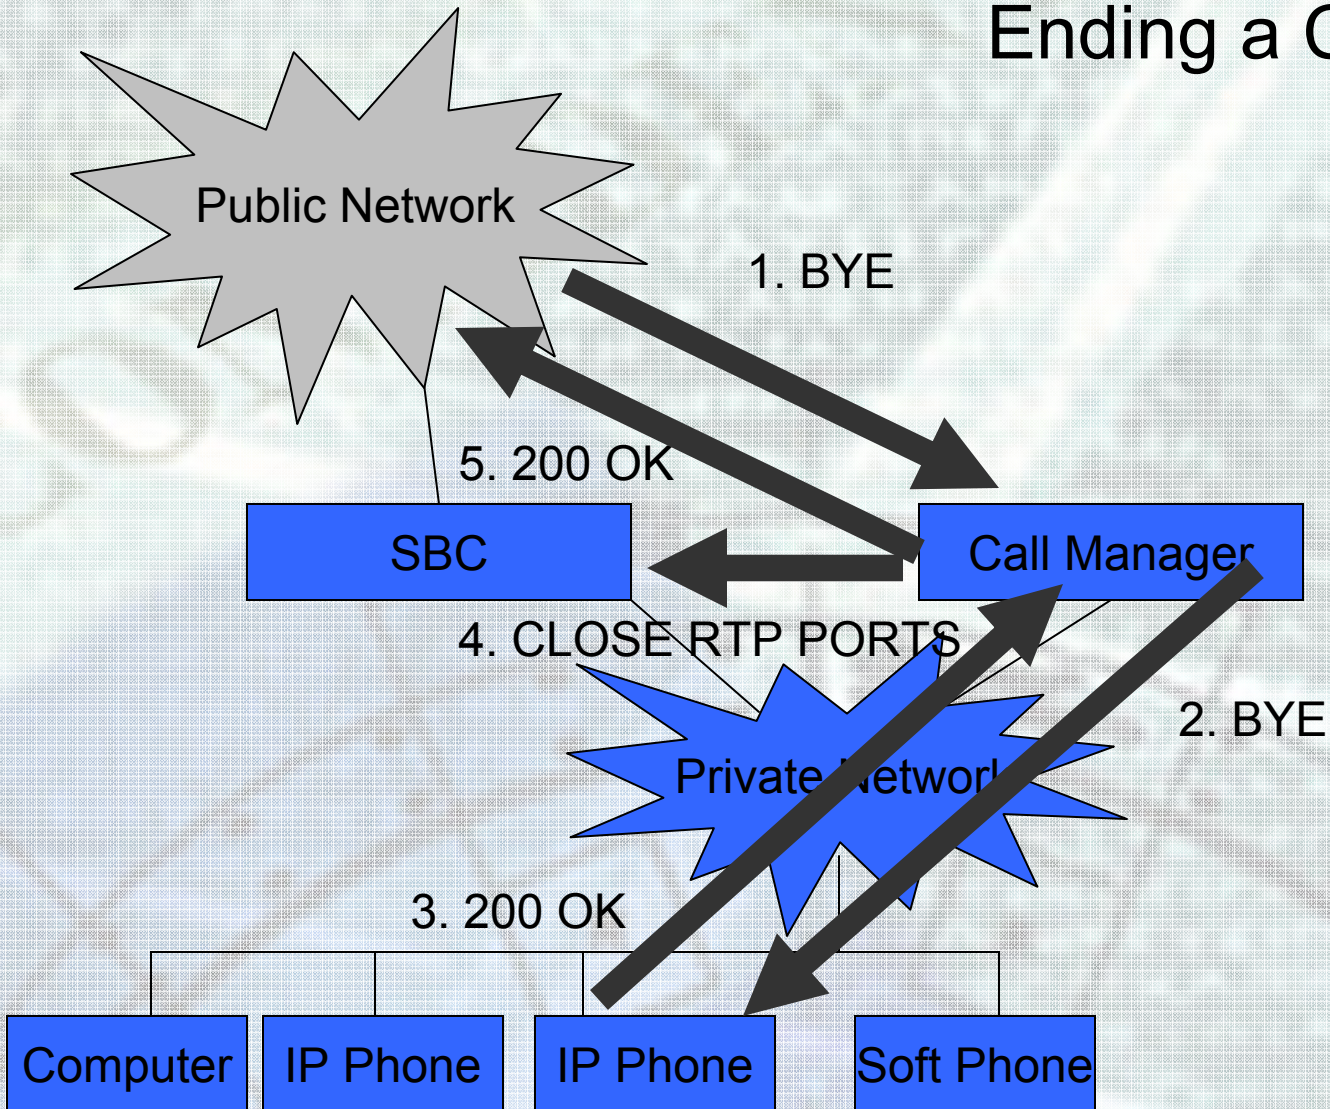 Ending a C
Public Network
1. BYE
5. 200 OK
SBC
Call Manager
4. CLOSE RTP PORTS
2. BYE
Private Network
3. 200 OK
Computer
IP Phone
IP Phone
Soft Phone